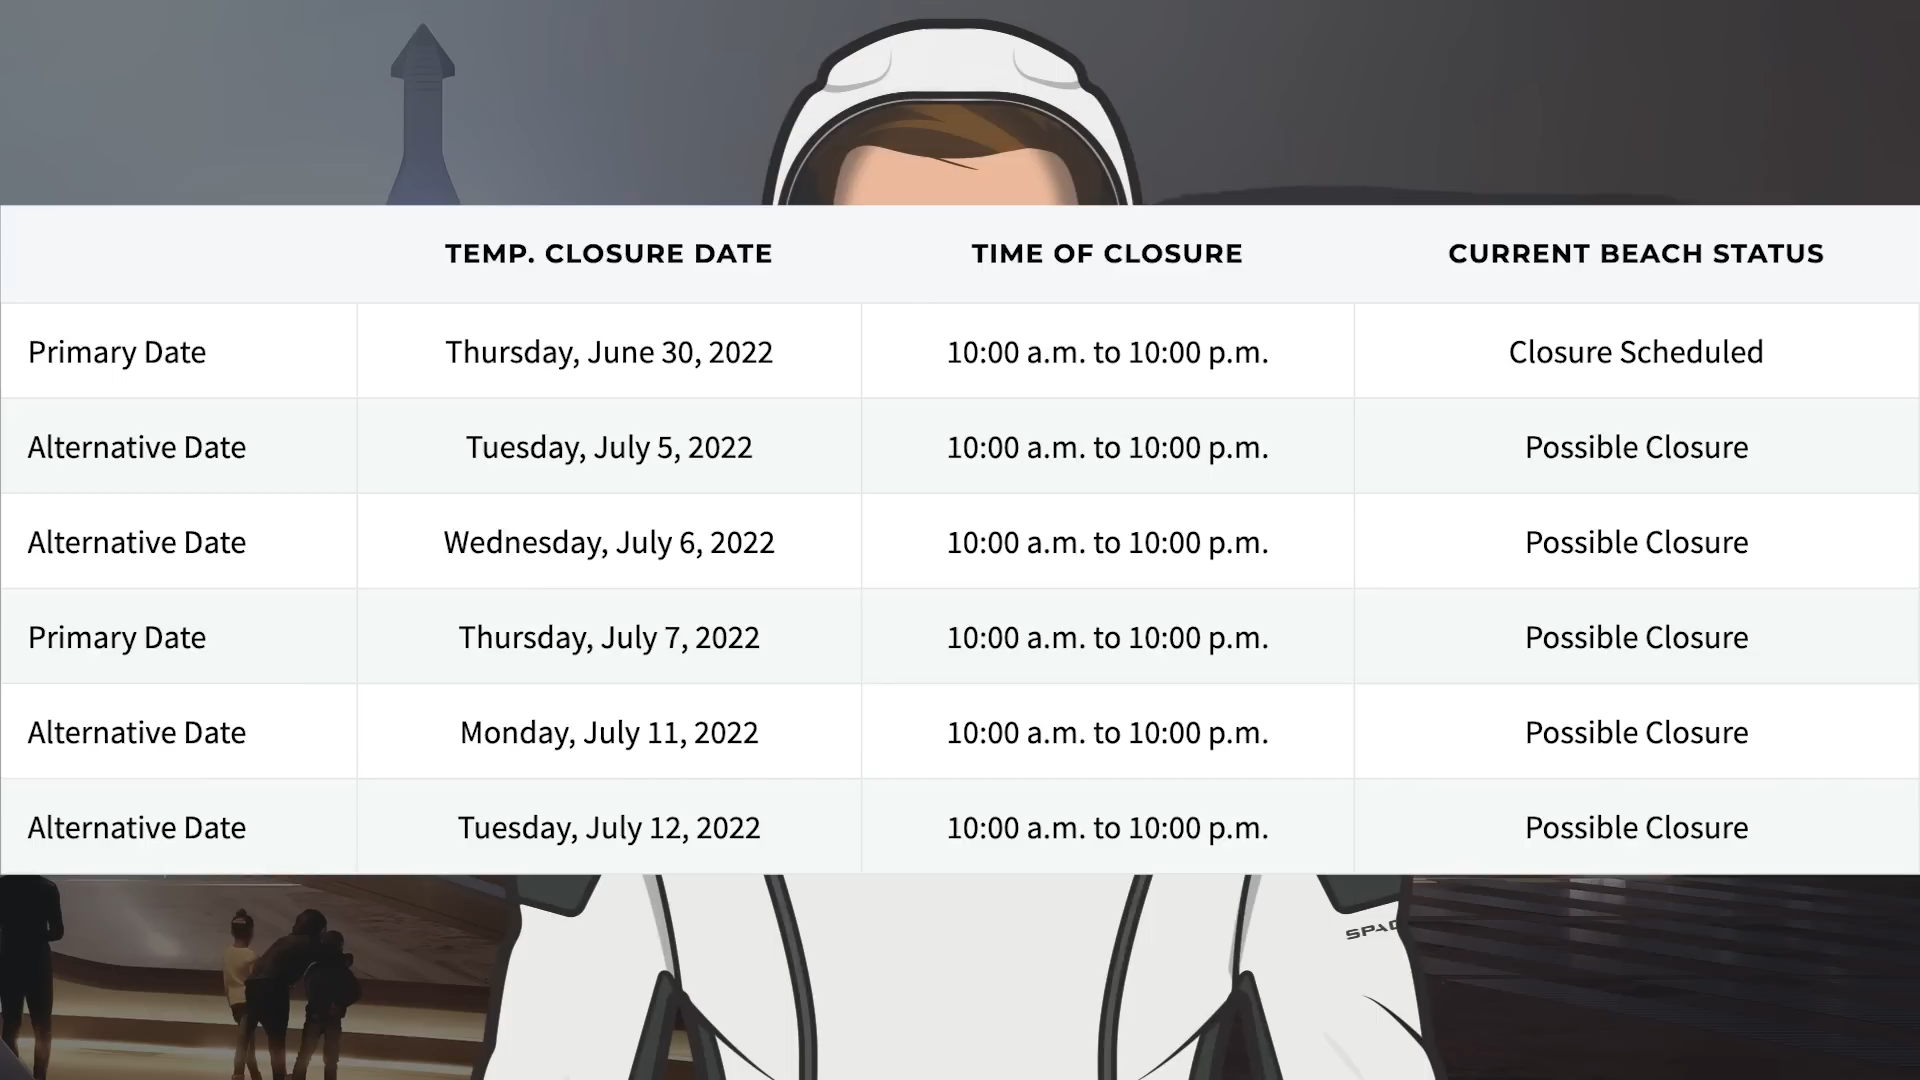 TEMP. CLOSURE DATE TIME OF CLOSURE CURRENT BEACH STATUS
Primary Date Thursday, June 30, 2022 10:00 a.m. to 10:00 p.m. Closure Scheduled
Alternative Date Tuesday, July 5, 2022 10:00 a.m. to 10:00 p.m. Possible Closure
Alternative Date Wednesday, July 6, 2022 10:00 a.m. to 10:00 p.m. Possible Closure
Primary Date Thursday, July 7, 2022 10:00 a.m. to 10:00 p.m. Possible Closure
Alternative Date Monday, July 11, 2022 10:00 a.m. to 10:00 p.m. Possible Closure
Alternative Date Tuesday, July 12, 2022 10:00 a.m. to 10:00 p.m. Possible Closure